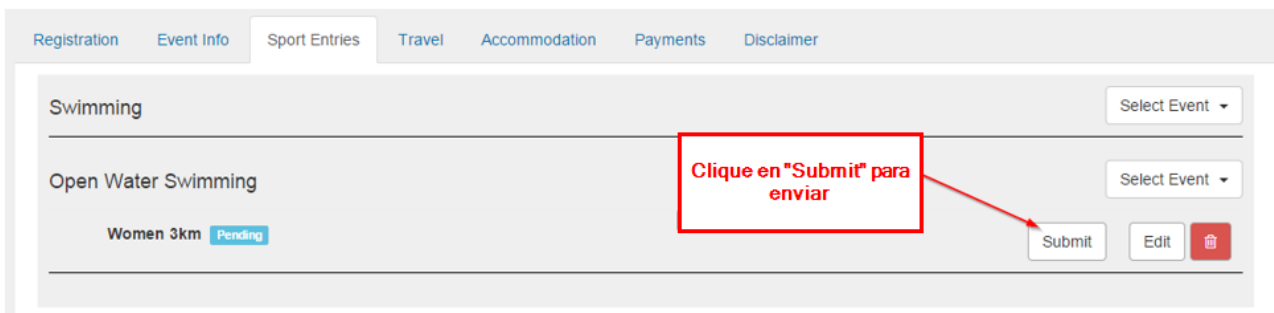 Registration Event Info Sport Entries Travel Accommodation Payments Disclaimer
Swimming Select Event
Clique en "Submit" para
enviar
Open Water Swimming Select Event
Women 3km Pending Submit Edit